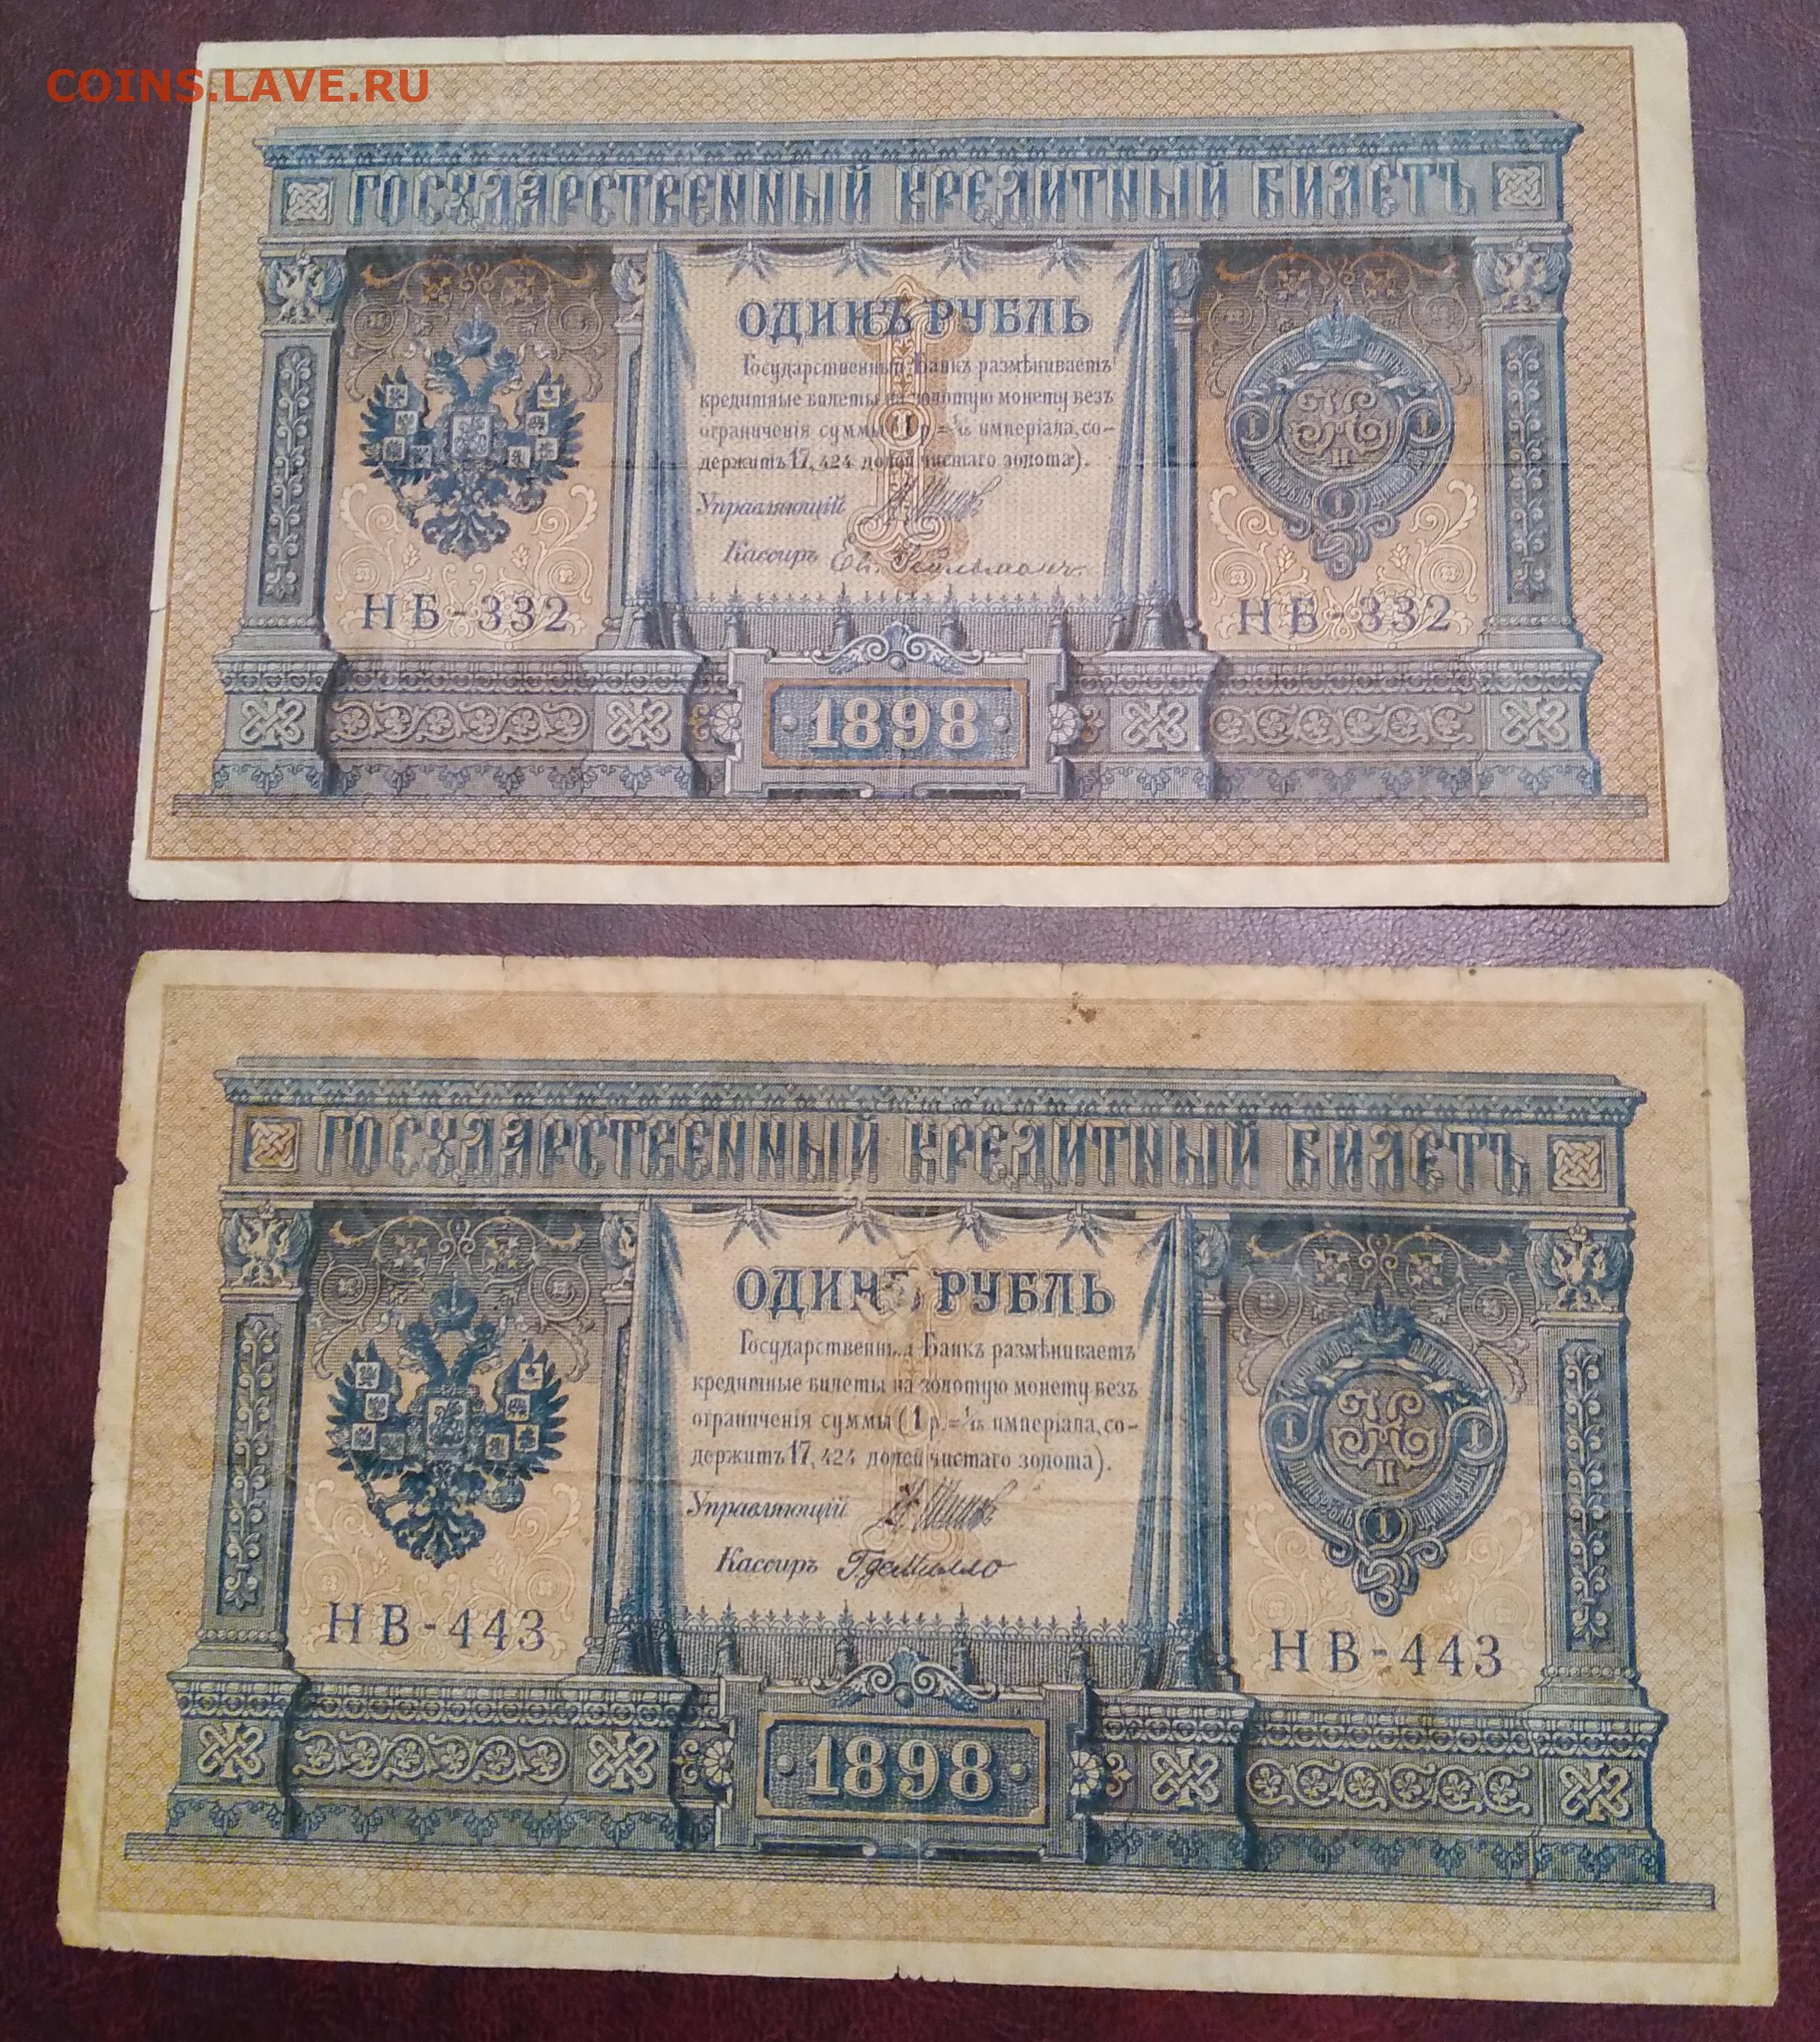 COINS.LAVE.RU
ГОСУДАРСТВЕННЫЙ КРЕДИТНЫЙ БИЛЕТЪ
ОДИНЪ РУБЛЬ
Государственный Банкъ размѣниваетъ
кредитные билеты на золотую монету безъ
ограниченія суммы (1 р.=1/15 имперіала, со-
держитъ 17,424 долей чистаго золота).
Управляющій
Кассиръ
НБ-332 НБ-332
1898
ГОСУДАРСТВЕННЫЙ КРЕДИТНЫЙ БИЛЕТЪ
ОДИНЪ РУБЛЬ
Государственный Банкъ размѣниваетъ
кредитные билеты на золотую монету безъ
ограниченія суммы (1 р.=1/15 имперіала, со-
держитъ 17,424 долей чистаго золота).
Управляющій
Кассиръ Г. де Милло
НВ-443 НВ-443
1898